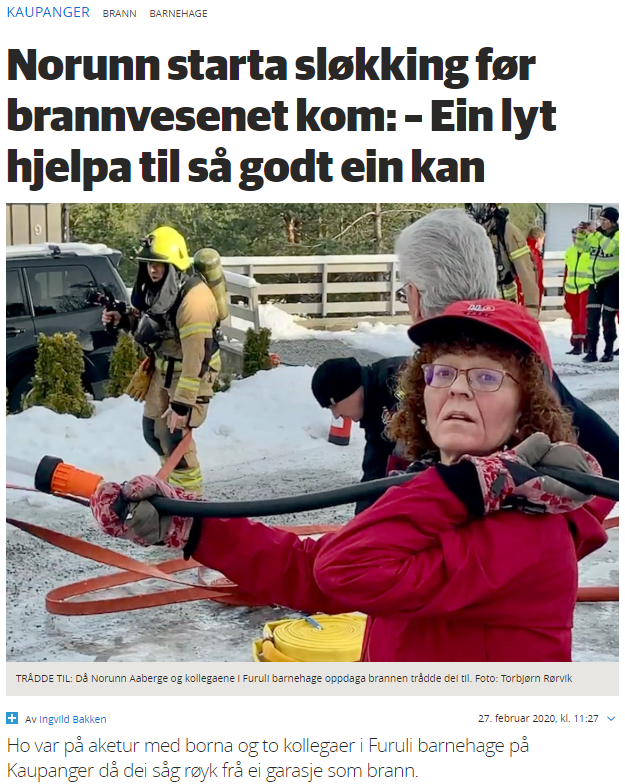 KAUPANGER BRANN BARNEHAGE
Norunn starta sløkking før
brannvesenet kom: – Ein lyt
hjelpa til så godt ein kan
9
TRÅDDE TIL: Då Norunn Aaberge og kollegaene i Furuli barnehage oppdaga brannen trådde dei til. Foto: Torbjørn Rørvik
Av Ingvild Bakken 27. februar 2020, kl. 11:27
Ho var på aketur med borna og to kollegaer i Furuli barnehage på
Kaupanger då dei såg røyk frå ei garasje som brann.